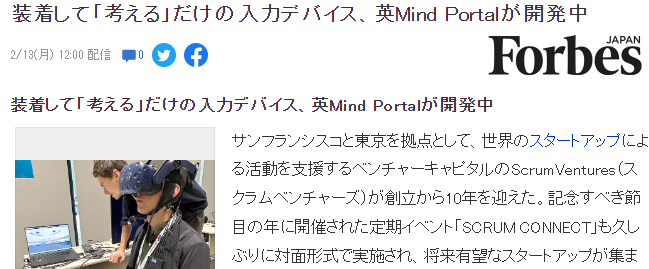 装着して「考える」だけの入力デバイス、英Mind Portalが開発中
2/13(月) 12:00 配信 0
Forbes JAPAN
装着して「考える」だけの入力デバイス、英Mind Portalが開発中
サンフランシスコと東京を拠点として、世界のスタートアップによ
る活動を支援するベンチャーキャピタルのScrumVentures（ス
クラムベンチャーズ）が創立から10年を迎えた。記念すべき節
目の年に開催された定期イベント「SCRUM CONNECT」も久し
ぶりに対面形式で実施され、将来有望なスタートアップが集ま